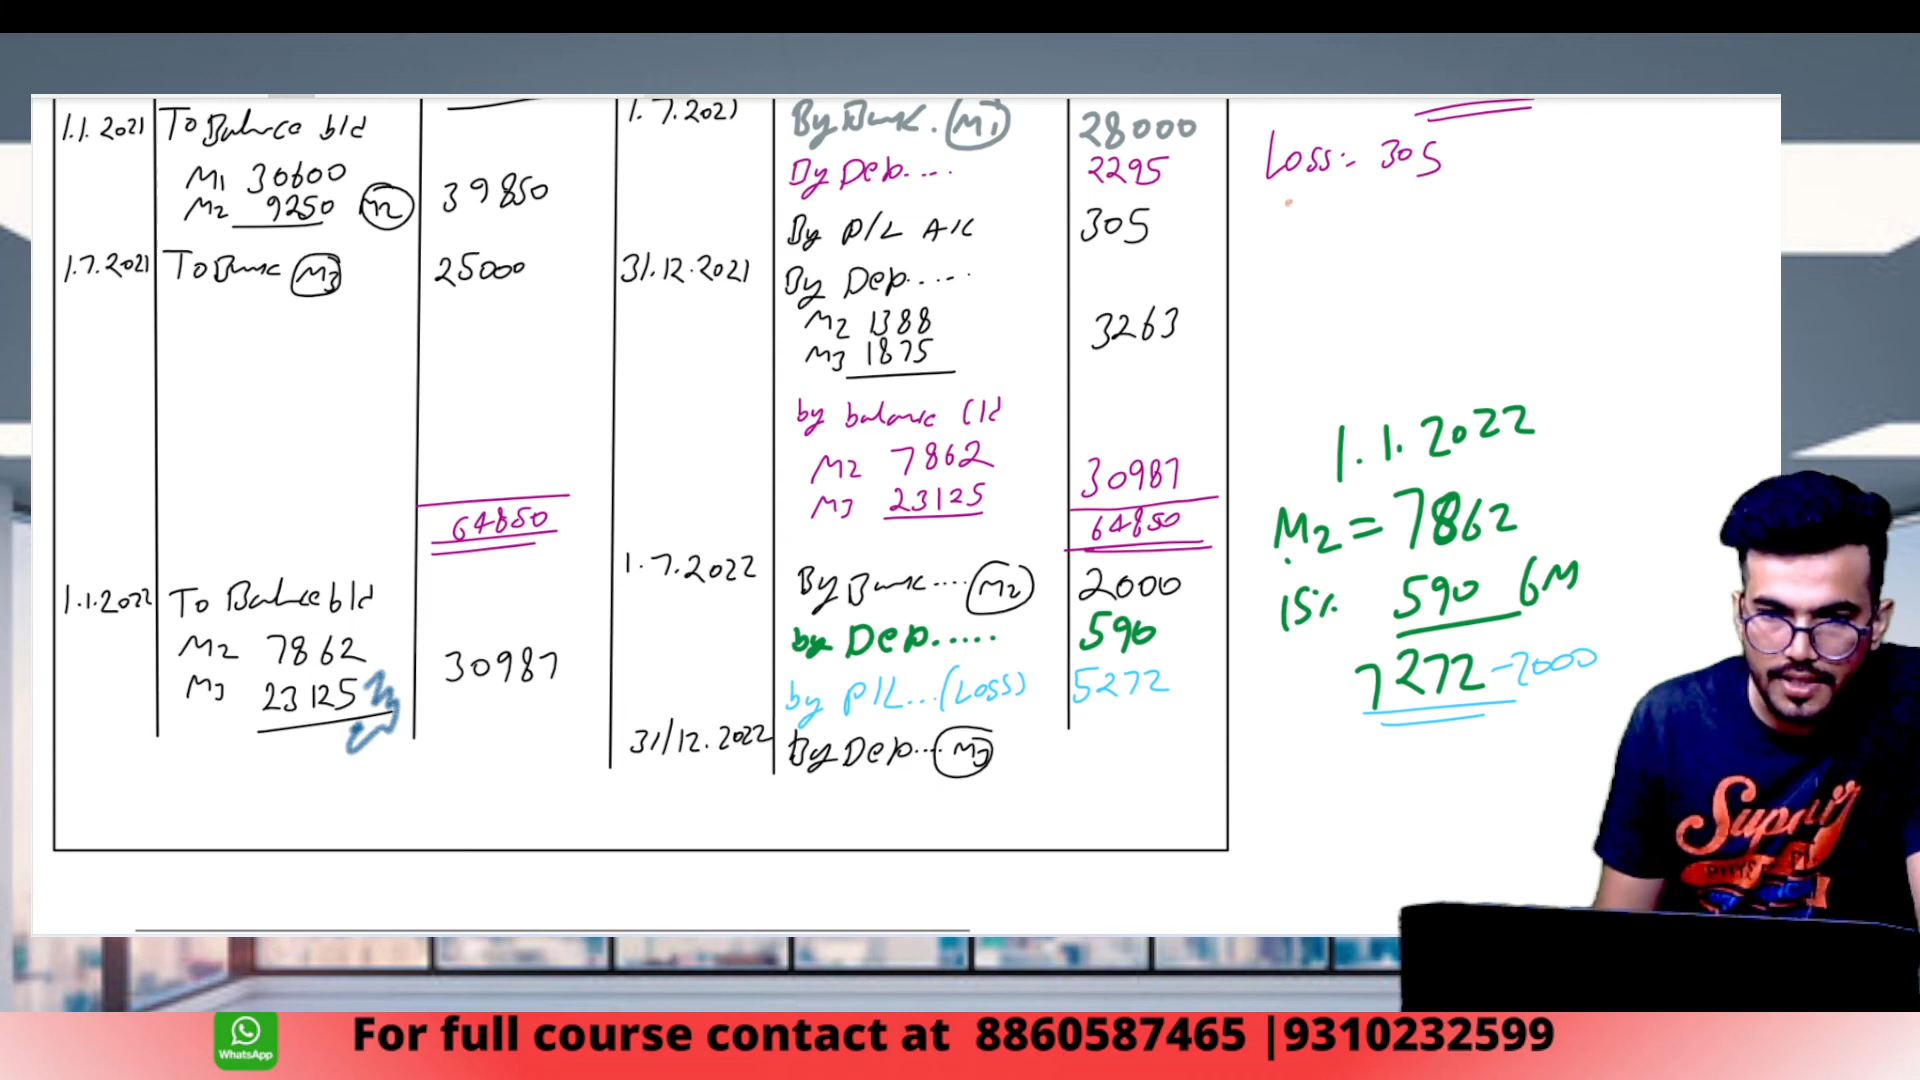 1.1.2021 To Balance b/d
M1 30600
M2 9250 M2 39850
1.7.2021 To Bank M3 25000
64850
1.1.2022 To Balance b/d
M2 7862
M3 23125 30987
1.7.2021 By Bank. M1 28000
By Dep.... 2295
By P/L A/c 305
31.12.2021 By Dep.....
M2 1388
M3 1875 3263
by balance c/d
M2 7862
M3 23125 30987
64850
1.7.2022 By Bank.... M2 2000
by Dep..... 590
by P/L...(Loss) 5272
31/12.2022 By Dep... M3
Loss:- 305
1.1.2022
M2 = 7862
15% 590 6M
7272 -2000
Supair
PHYS
WhatsApp
For full course contact at 8860587465 |9310232599